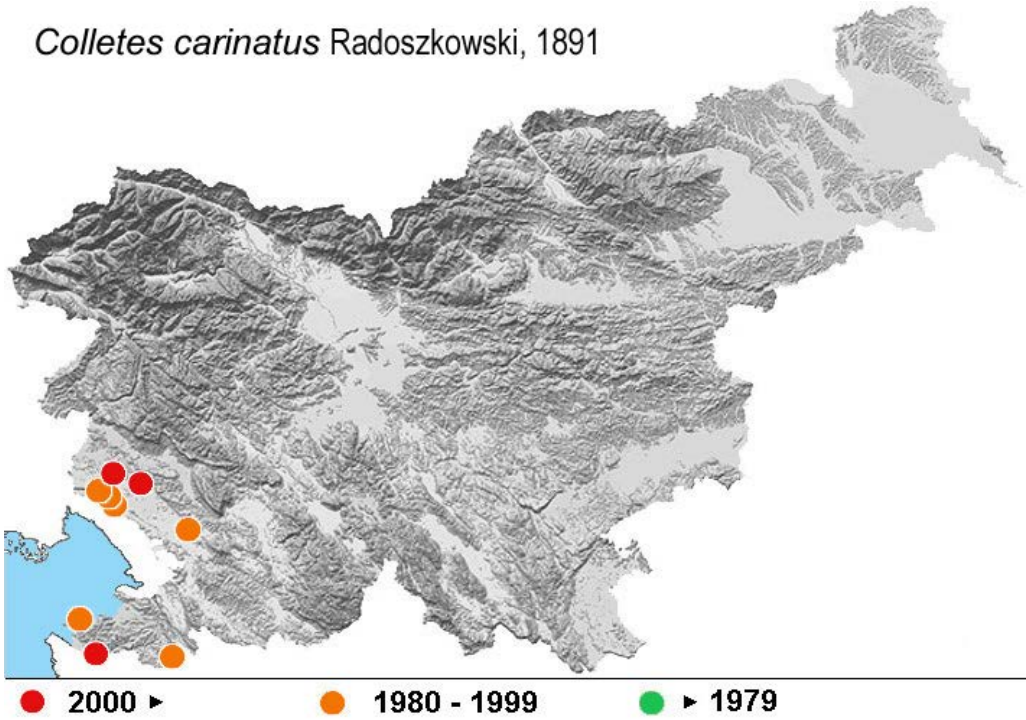 Colletes carinatus Radoszkowski, 1891
2000 ► 1980 - 1999 ► 1979